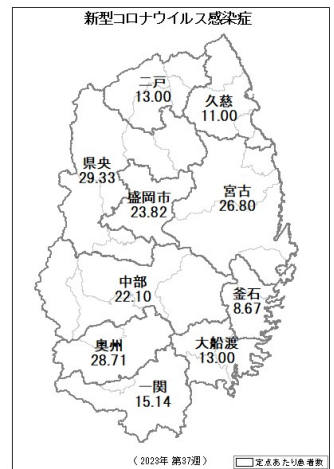 新型コロナウイルス感染症
二戸
13.00
久慈
11.00
県央
29.33
盛岡市
23.82
宮古
26.80
中部
22.10
釜石
8.67
奥州
28.71
大船渡
13.00
一関
15.14
（2023年 第37週）
定点あたり患者数